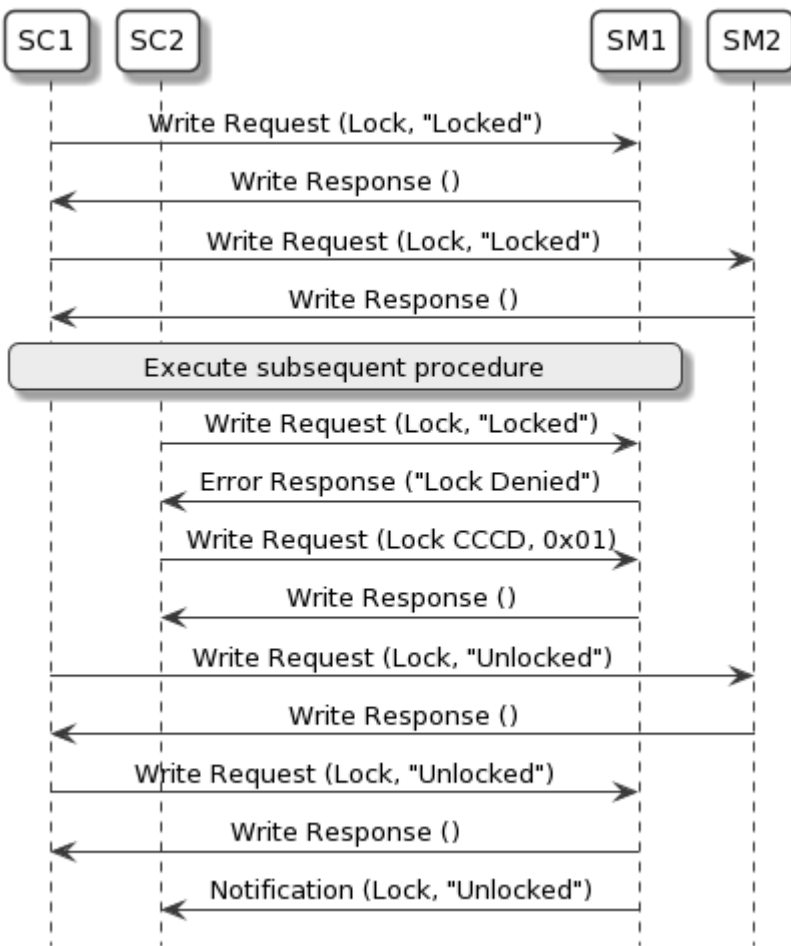 SC1 SC2 SM1 SM2
Write Request (Lock, "Locked")
Write Response ()
Write Request (Lock, "Locked")
Write Response ()
Execute subsequent procedure
Write Request (Lock, "Locked")
Error Response ("Lock Denied")
Write Request (Lock CCCD, 0x01)
Write Response ()
Write Request (Lock, "Unlocked")
Write Response ()
Write Request (Lock, "Unlocked")
Write Response ()
Notification (Lock, "Unlocked")